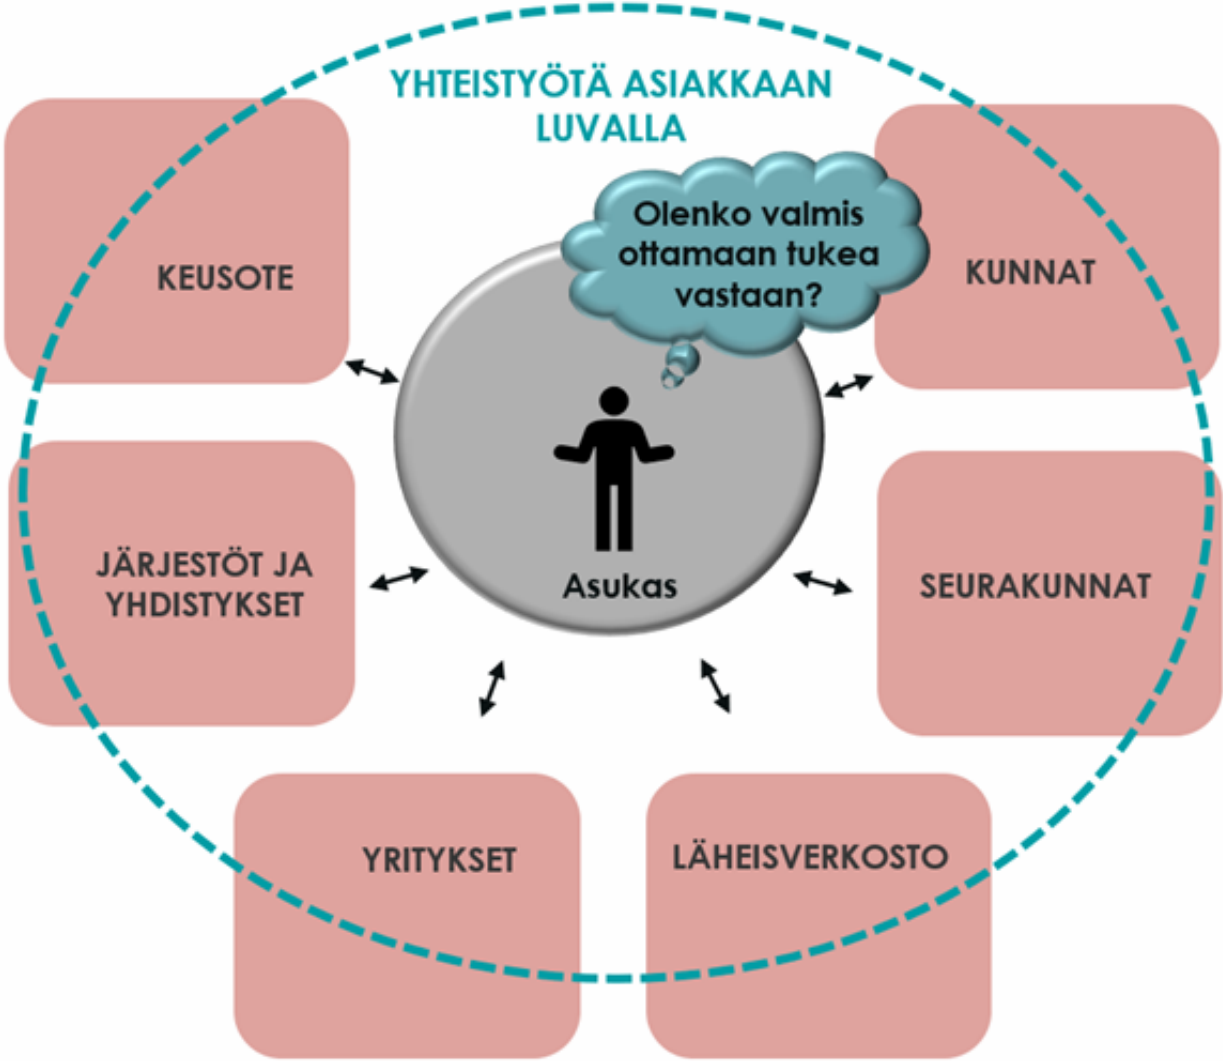 YHTEISTYÖTÄ ASIAKKAAN
LUVALLA
Olenko valmis
ottamaan tukea
vastaan?
KEUSOTE
KUNNAT
JÄRJESTÖT JA
YHDISTYKSET
Asukas
SEURAKUNNAT
YRITYKSET
LÄHEISVERKOSTO